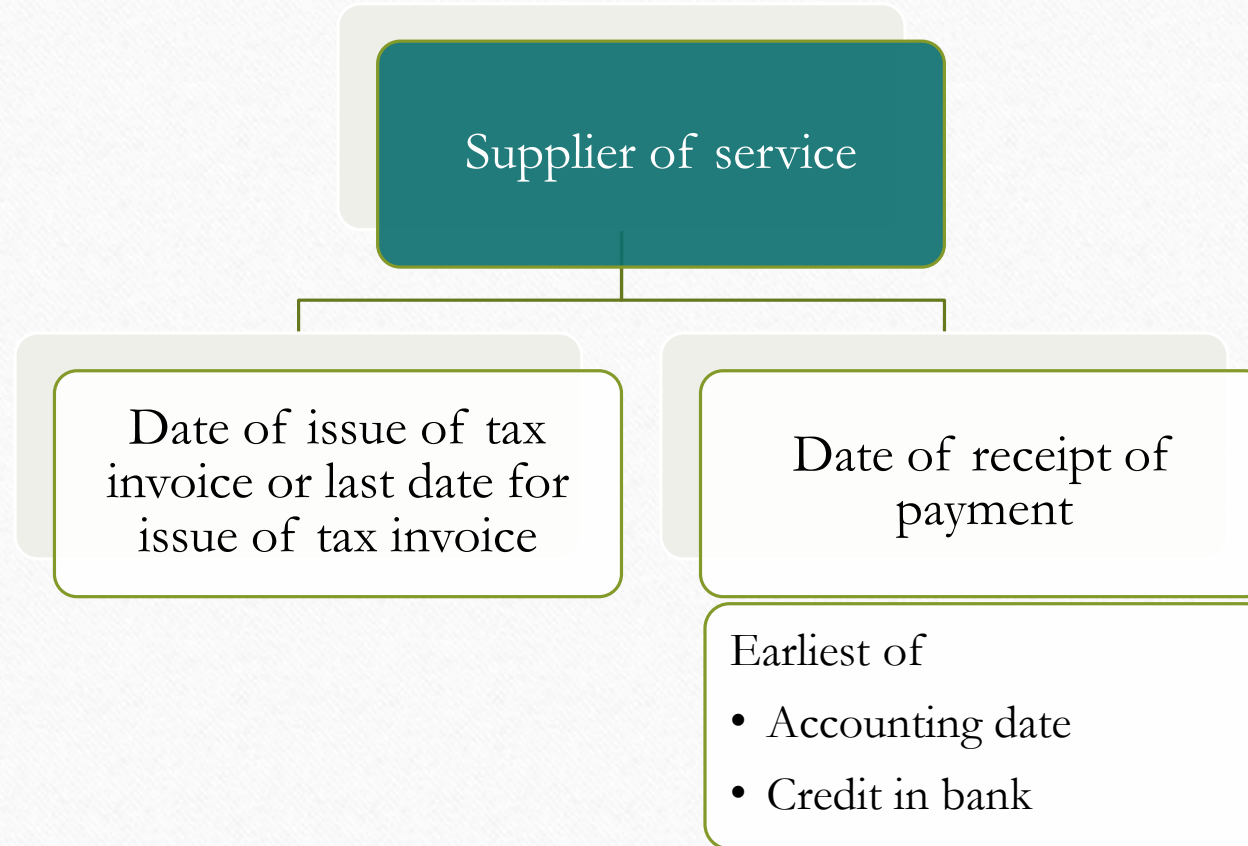 Supplier of service
Date of issue of tax
invoice or last date for
issue of tax invoice
Date of receipt of
payment
Earliest of
• Accounting date
• Credit in bank